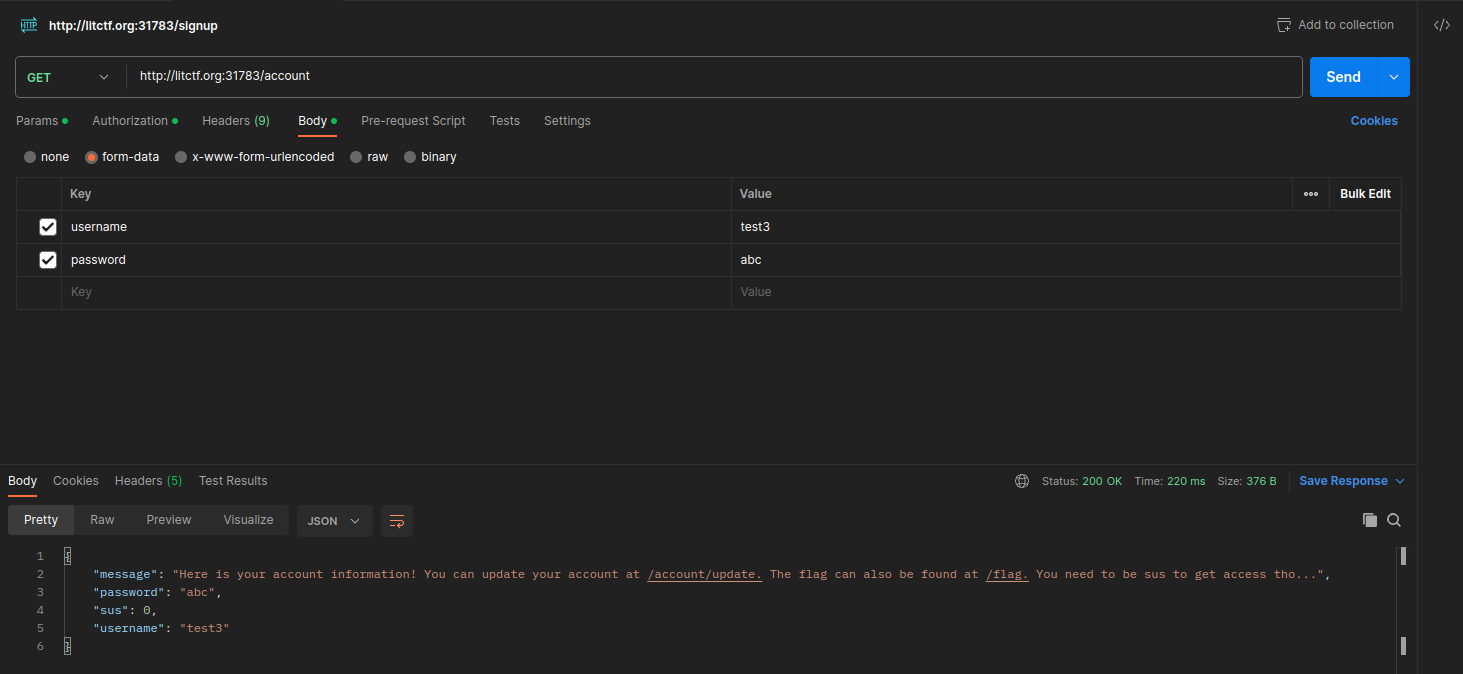 HTTP http://litctf.org:31783/signup Add to collection </>
GET http://litctf.org:31783/account Send
Params Authorization Headers (9) Body Pre-request Script Tests Settings Cookies
none form-data x-www-form-urlencoded raw binary
Key Value ooo Bulk Edit
username test3
password abc
Key Value
Body Cookies Headers (5) Test Results Status: 200 OK Time: 220 ms Size: 376 B Save Response
Pretty Raw Preview Visualize JSON
1 {
2 "message": "Here is your account information! You can update your account at /account/update. The flag can also be found at /flag. You need to be sus to get access tho...",
3 "password": "abc",
4 "sus": 0,
5 "username": "test3"
6 }